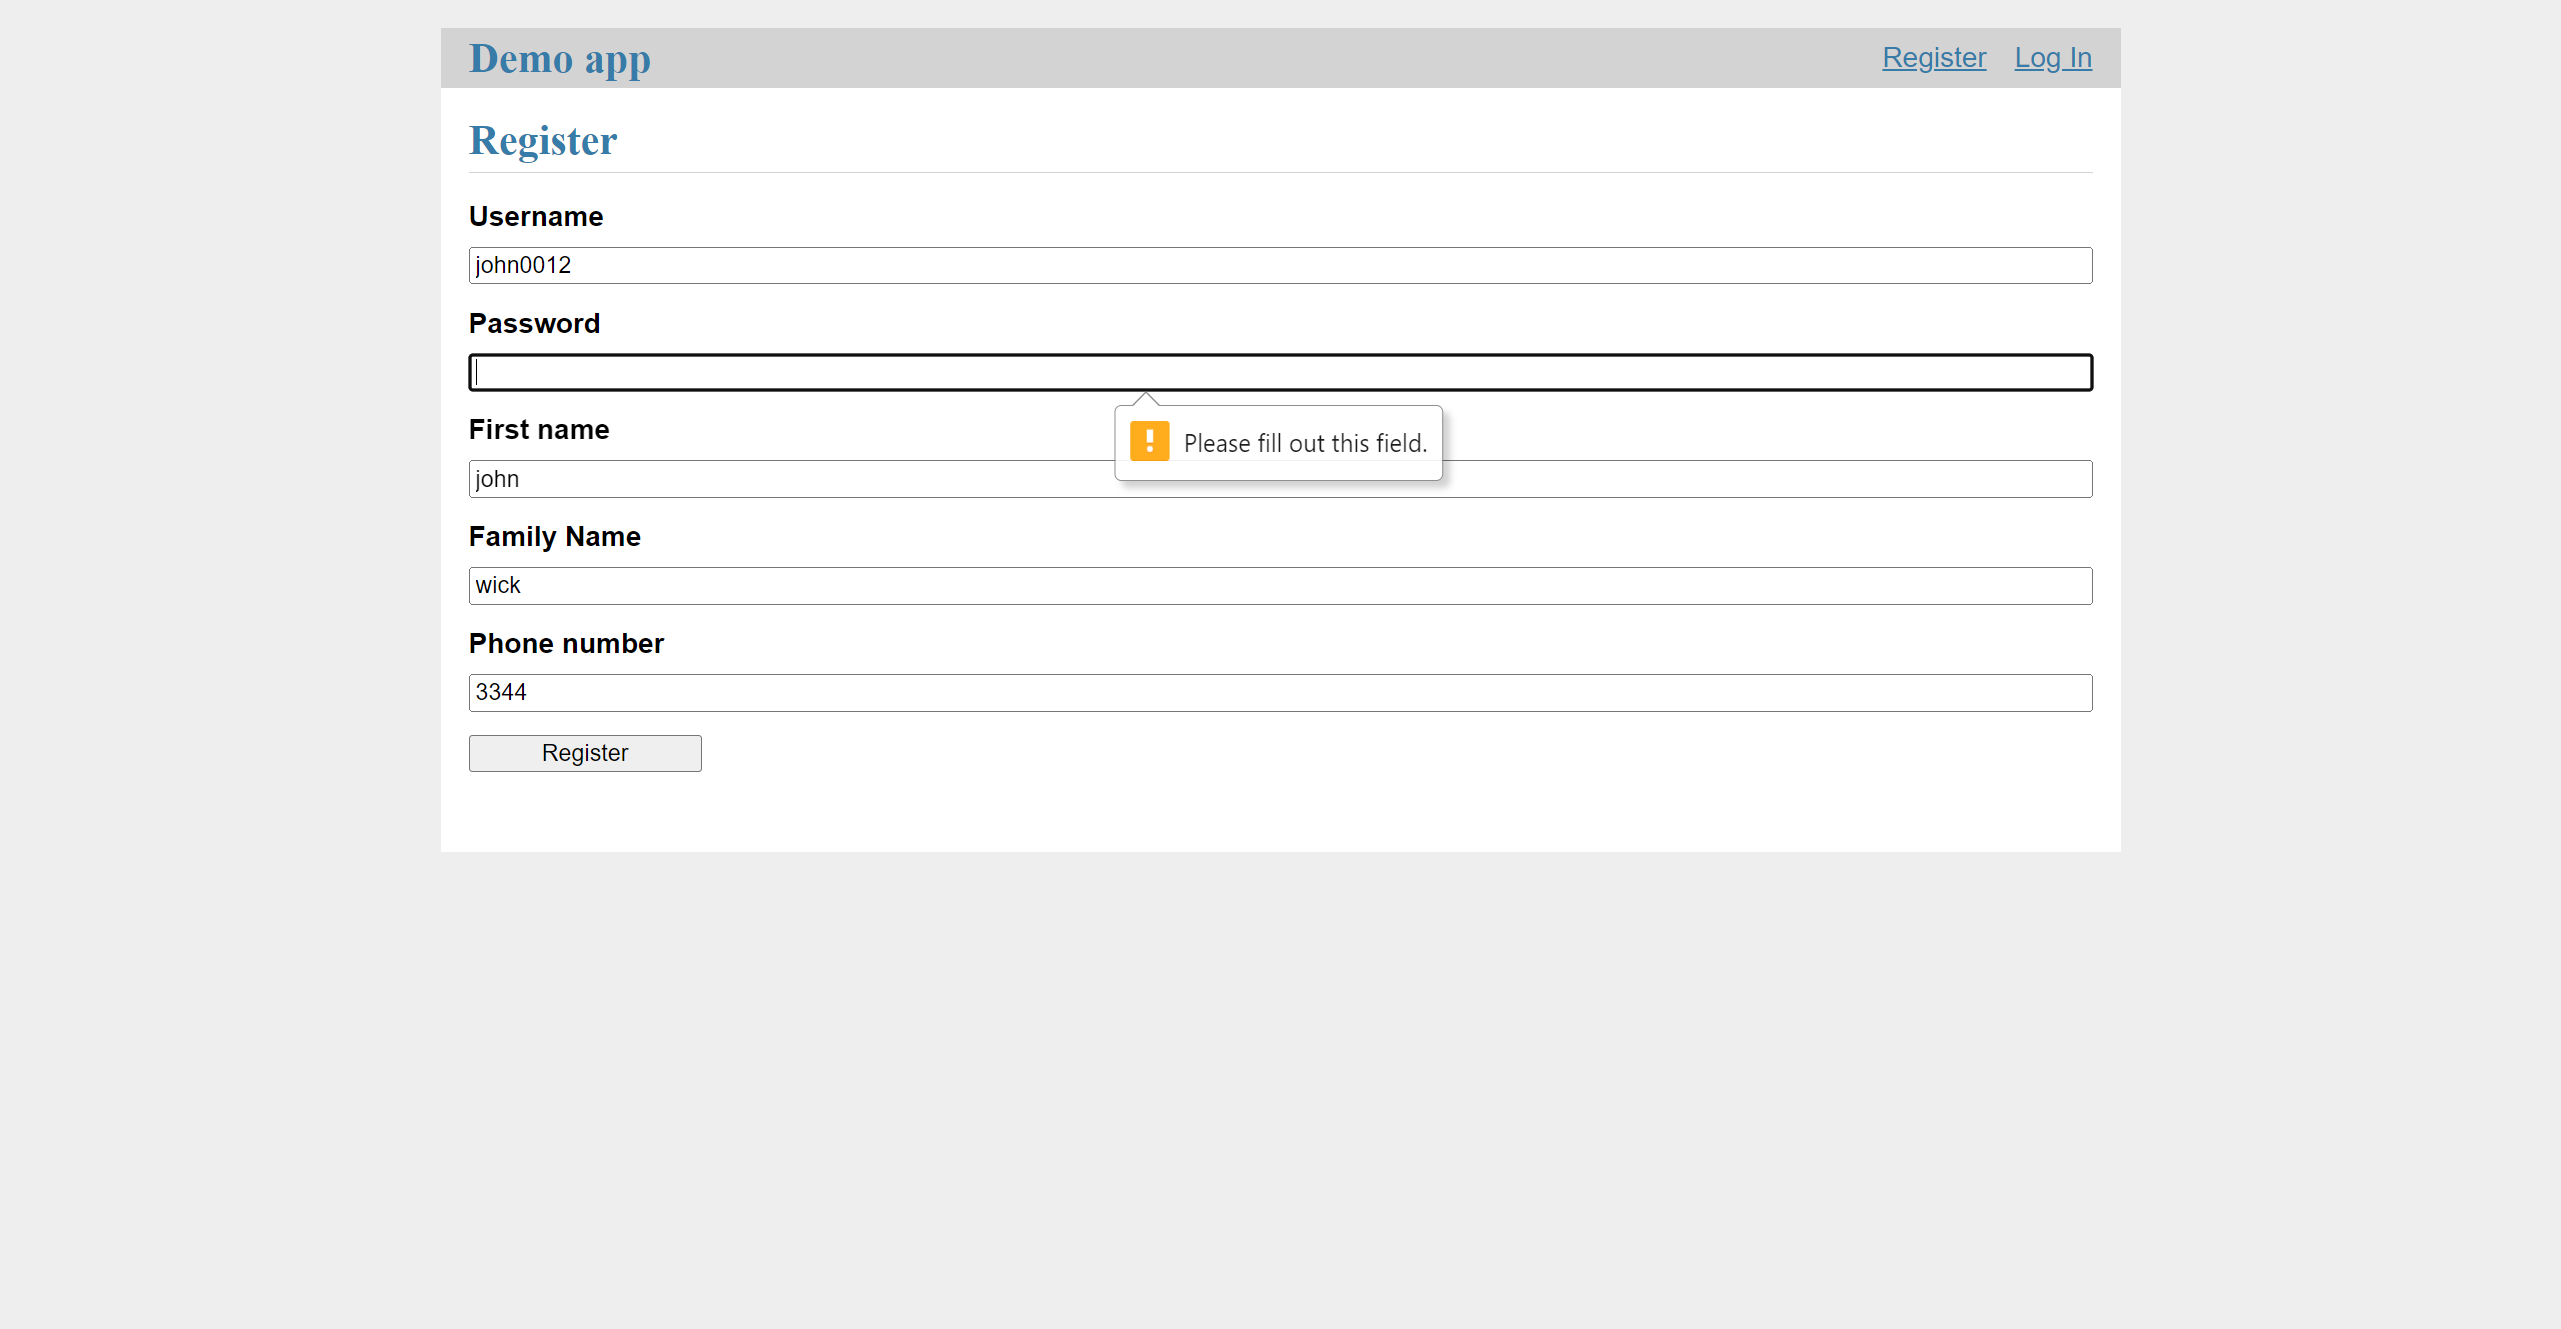 Demo app
Register Log In
Register
Username
john0012
Password
Please fill out this field.
First name
john
Family Name
wick
Phone number
3344
Register